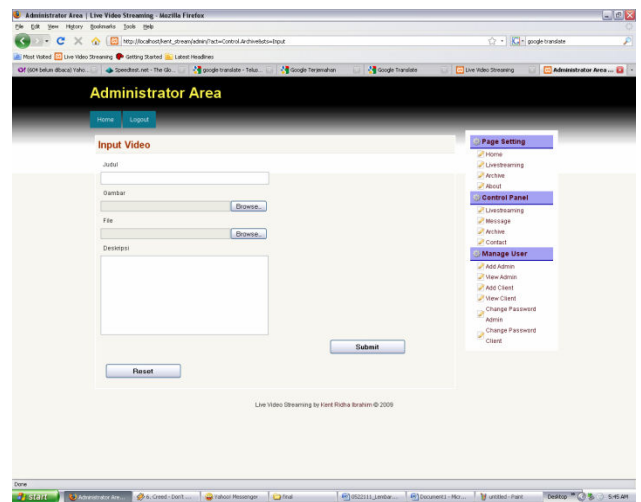 Administrator Area | Live Video Streaming - Mozilla Firefox
File Edit View History Bookmarks Tools Help
http://localhost/kent_stream/admin/?act=Control.Archivelists=Input
google translate
Most Visited Live Video Streaming Getting Started Latest Headlines
Speedtest.net - The Glo...
google translate - Telus...
Google Terjemahan
Google Translate
Live Video Streaming
Administrator Area ...
Administrator Area
Home Logout
Input Video
Judul
Gambar
Browse...
File
Browse...
Deskripsi
Submit
Reset
Page Setting
Home
Livestreaming
Archive
About
Control Panel
Livestreaming
Message
Archive
Contact
Manage User
Add Admin
View Admin
Add Client
View Client
Change Password
Admin
Change Password
Client
Live Video Streaming by Kent Ridha Ibrahim © 2009
Done
start
Administrator Are...
Creed - Don't ...
Yahoo! Messenger
final
0522111_Lembar...
Document1 - Micr...
untitled - Paint
Desktop
5:45 AM